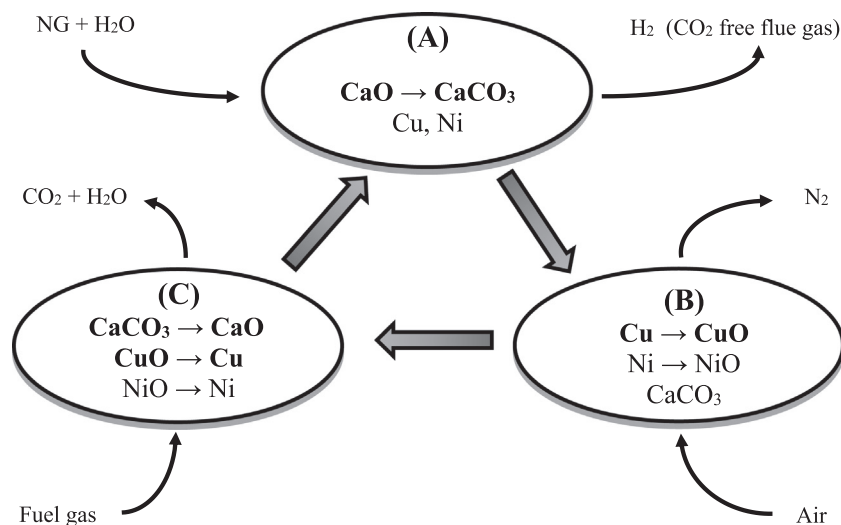 NG + H2O
(A)
H2 (CO2 free flue gas)
CaO → CaCO3
Cu, Ni
CO2 + H2O
N2
(C)
CaCO3 → CaO
CuO → Cu
NiO → Ni
(B)
Cu → CuO
Ni → NiO
CaCO3
Fuel gas
Air